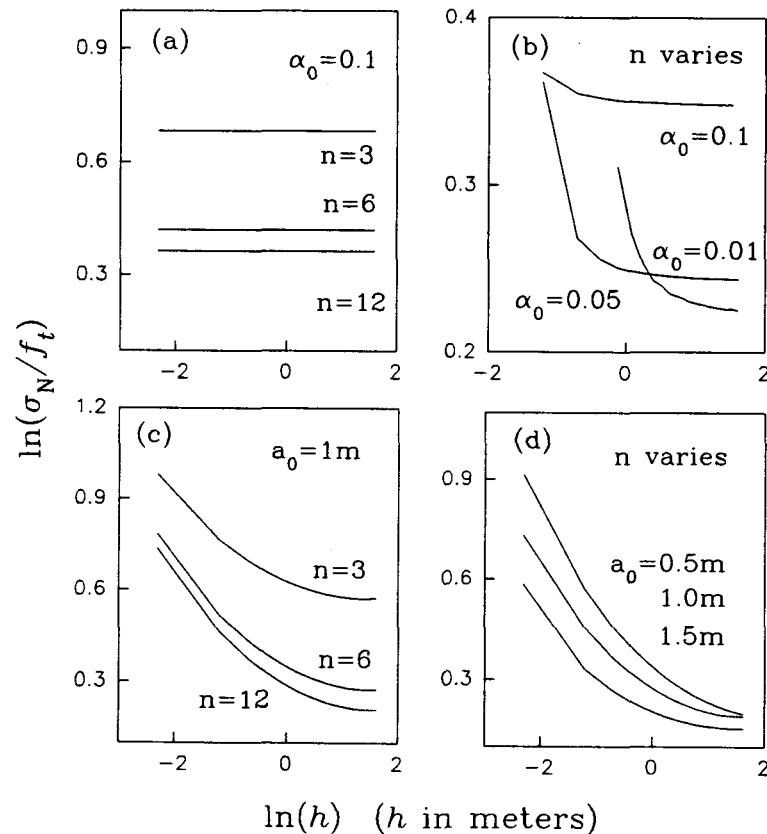 (a)
α₀=0.1
n=3
n=6
n=12
0.9
0.6
0.3
−2
0
2
(b)
n varies
α₀=0.1
α₀=0.01
α₀=0.05
0.4
0.3
0.2
−2
0
2
ln(σ_N/f_t)
(c)
a₀=1m
n=3
n=6
n=12
1.2
0.9
0.6
0.3
−2
0
2
(d)
n varies
a₀=0.5m
1.0m
1.5m
0.9
0.6
0.3
−2
0
2
ln(h) (h in meters)